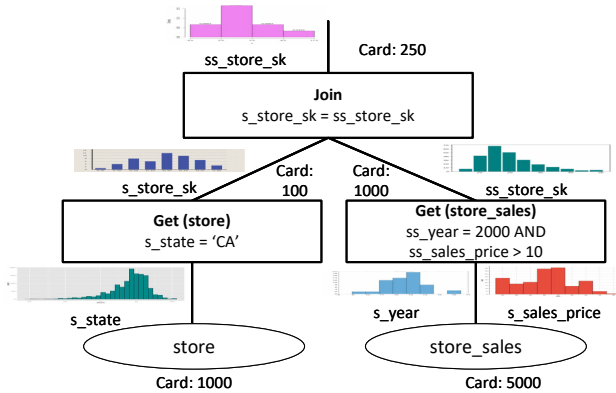 ss_store_sk
Card: 250
Join
s_store_sk = ss_store_sk
s_store_sk
Card:
100
Card:
1000
ss_store_sk
Get (store)
s_state = ‘CA’
Get (store_sales)
ss_year = 2000 AND
ss_sales_price > 10
s_state
s_year
s_sales_price
store
store_sales
Card: 1000
Card: 5000